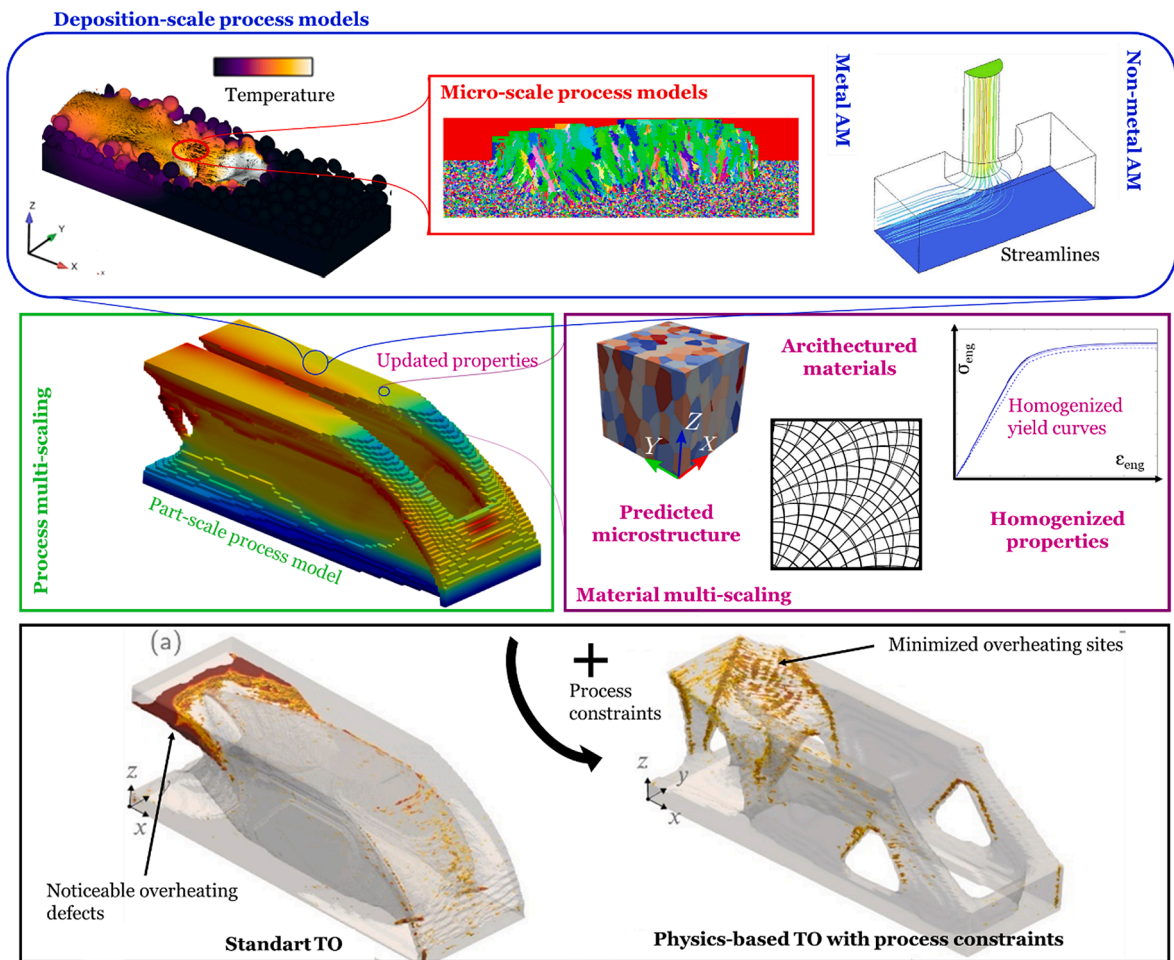 Deposition-scale process models
Temperature
Micro-scale process models
Metal AM
Non-metal AM
Streamlines
Z
Y
X
Process multi-scaling
Updated properties
Part-scale process model
Arcithectured
materials
Z
Y
X
Predicted
microstructure
σeng
Homogenized
yield curves
εeng
Homogenized
properties
Material multi-scaling
(a)
+
Process
constraints
Minimized overheating sites
z
y
x
z
y
x
Noticeable overheating
defects
Standart TO
Physics-based TO with process constraints